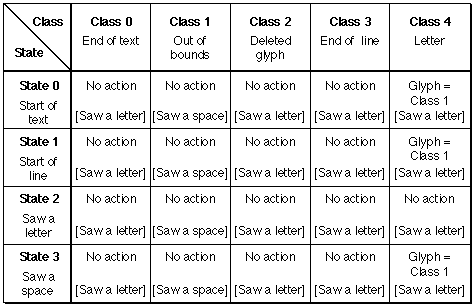 Class
State
Class 0
End of text
Class 1
Out of
bounds
Class 2
Deleted
glyph
Class 3
End of line
Class 4
Letter
State 0
Start of
text
No action
[Saw a letter]
No action
[Saw a space]
No action
[Saw a letter]
No action
[Saw a letter]
Glyph =
Class 1
[Saw a letter]
State 1
Start of
line
No action
[Saw a letter]
No action
[Saw a space]
No action
[Saw a letter]
No action
[Saw a letter]
Glyph =
Class 1
[Saw a letter]
State 2
Saw a
letter
No action
[Saw a letter]
No action
[Saw a space]
No action
[Saw a letter]
No action
[Saw a letter]
No action
[Saw a letter]
State 3
Saw a
space
No action
[Saw a letter]
No action
[Saw a space]
No action
[Saw a letter]
No action
[Saw a letter]
Glyph =
Class 1
[Saw a letter]